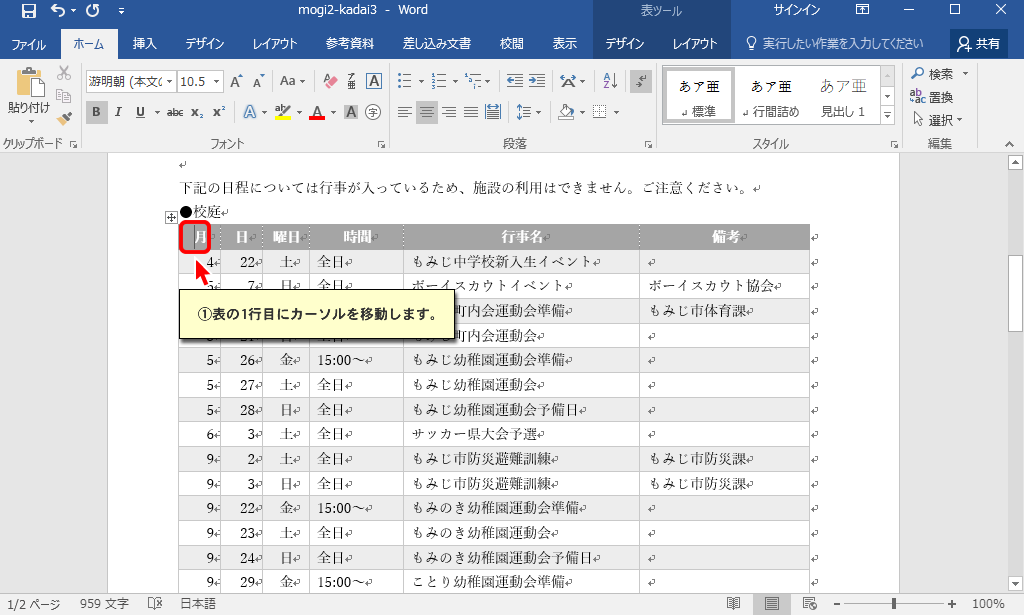 mogi2-kadai3 - Word
表ツール
サインイン
ファイル ホーム 挿入 デザイン レイアウト 参考資料 差し込み文書 校閲 表示 デザイン レイアウト 実行したい作業を入力してください 共有
貼り付け
游明朝 (本文の 10.5
Aa
A
B I U abc x₂ x²
A A A 字
あア亜 あア亜 あア亜
標準 行間詰め 見出し 1
検索
置換
選択
クリップボード フォント 段落 スタイル 編集
下記の日程については行事が入っているため、施設の利用はできません。ご注意ください。
●校庭
月 日 曜日 時間 行事名 備考
4 22 土 全日 もみじ中学校新入生イベント
7 日 全日 ボーイスカウトイベント ボーイスカウト協会
町内会運動会準備 もみじ市体育課
①表の1行目にカーソルを移動します。
町内会運動会
5 26 金 15:00～ もみじ幼稚園運動会準備
5 27 土 全日 もみじ幼稚園運動会
5 28 日 全日 もみじ幼稚園運動会予備日
6 3 土 全日 サッカー県大会予選
9 2 土 全日 もみじ市防災避難訓練 もみじ市防災課
9 3 日 全日 もみじ市防災避難訓練 もみじ市防災課
9 22 金 15:00～ もみのき幼稚園運動会準備
9 23 土 全日 もみのき幼稚園運動会
9 24 日 全日 もみのき幼稚園運動会予備日
9 29 金 15:00～ ことり幼稚園運動会準備
1/2 ページ 959 文字 日本語 100%